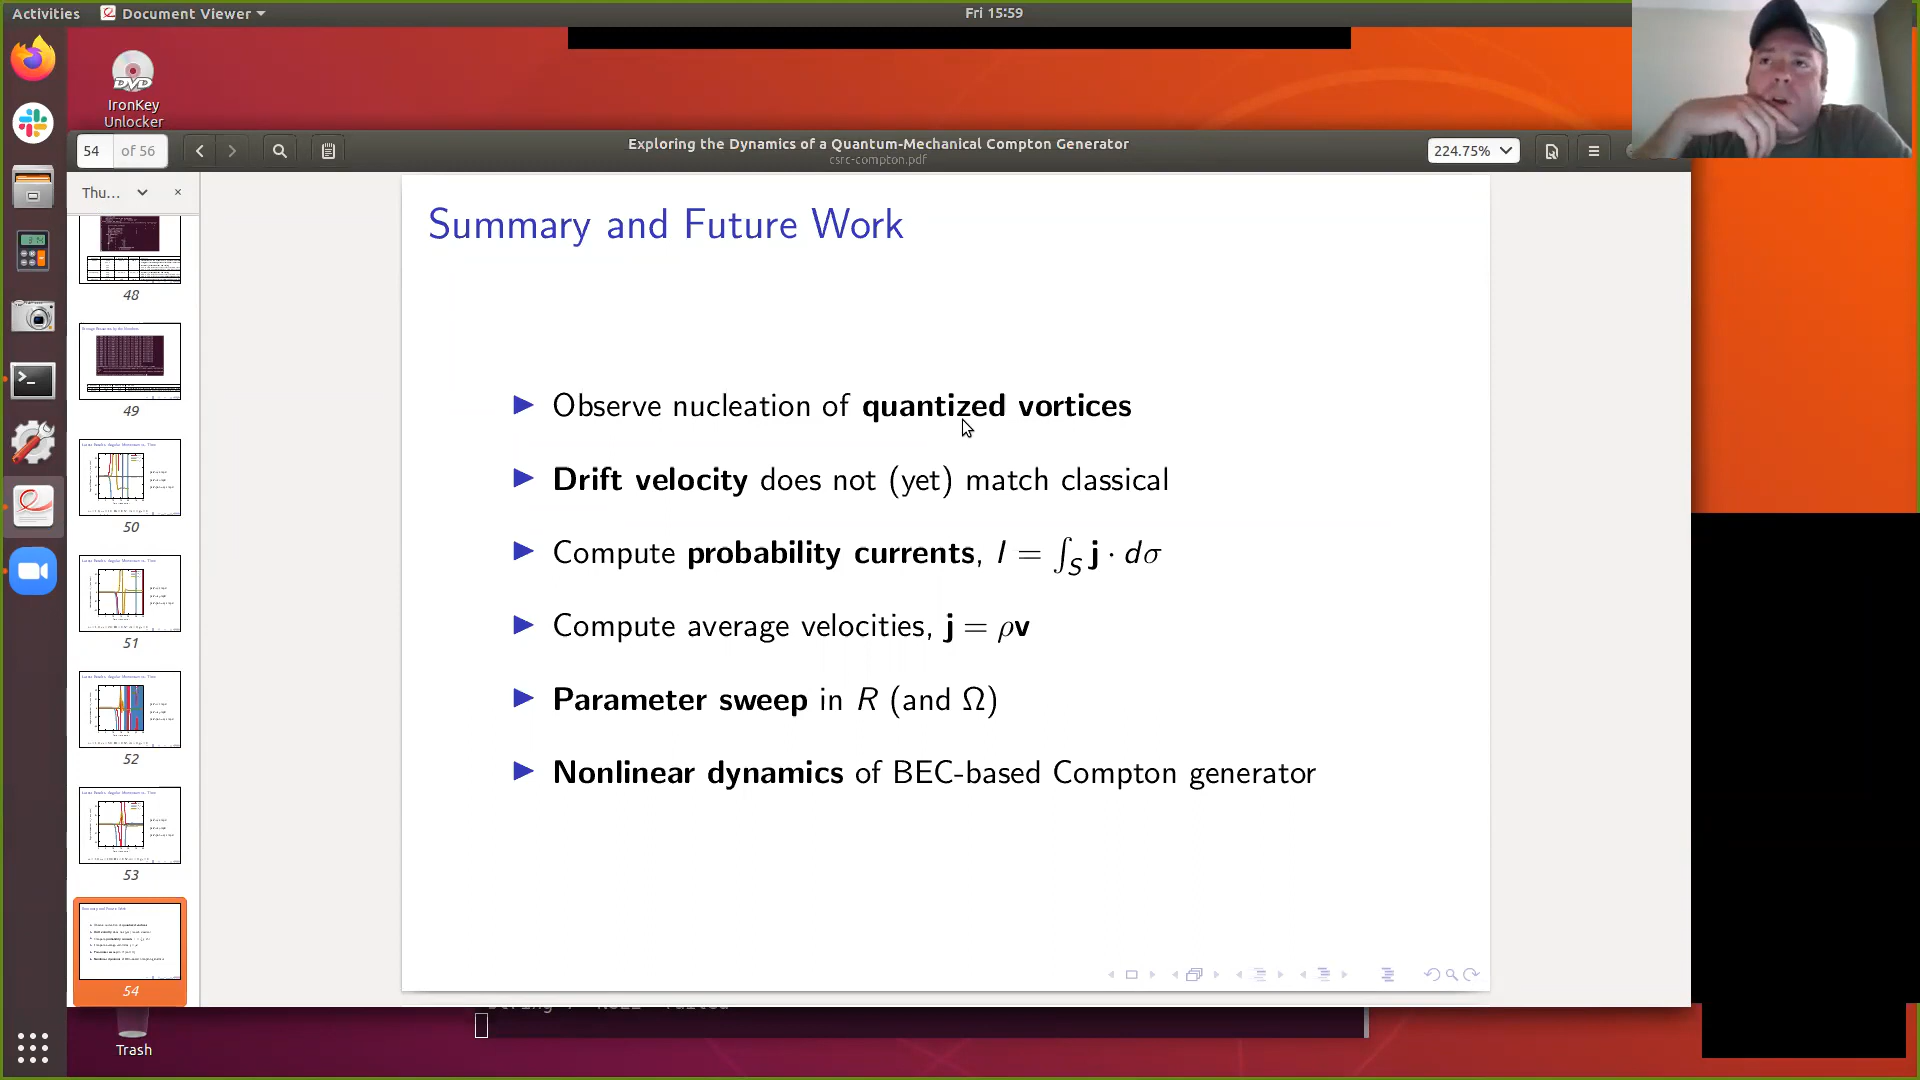 Activities
Document Viewer
Fri 15:59
IronKey
Unlocker
54 of 56
Exploring the Dynamics of a Quantum-Mechanical Compton Generator
csrc-compton.pdf
224.75%
Thu...
48
49
50
51
52
53
54
Summary and Future Work
▶ Observe nucleation of quantized vortices
▶ Drift velocity does not (yet) match classical
▶ Compute probability currents, I = ∫_S j · dσ
▶ Compute average velocities, j = ρv
▶ Parameter sweep in R (and Ω)
▶ Nonlinear dynamics of BEC-based Compton generator
Trash